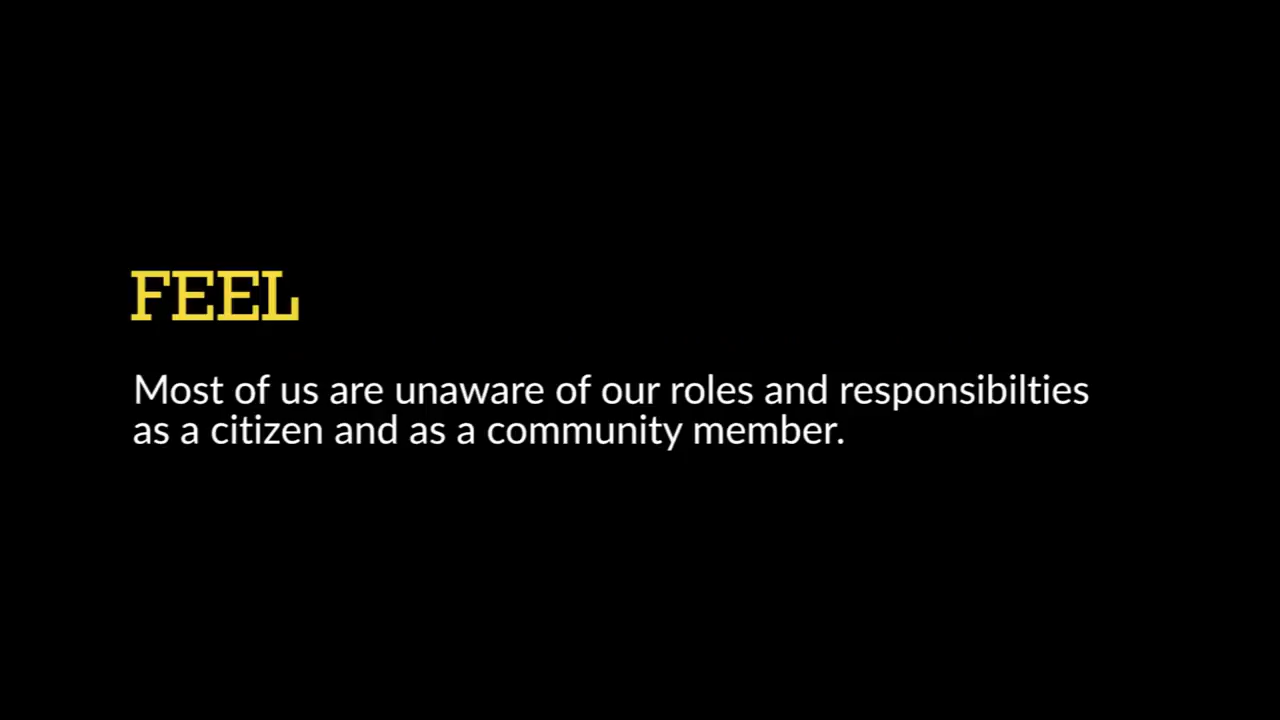 FEEL
Most of us are unaware of our roles and responsibilties
as a citizen and as a community member.